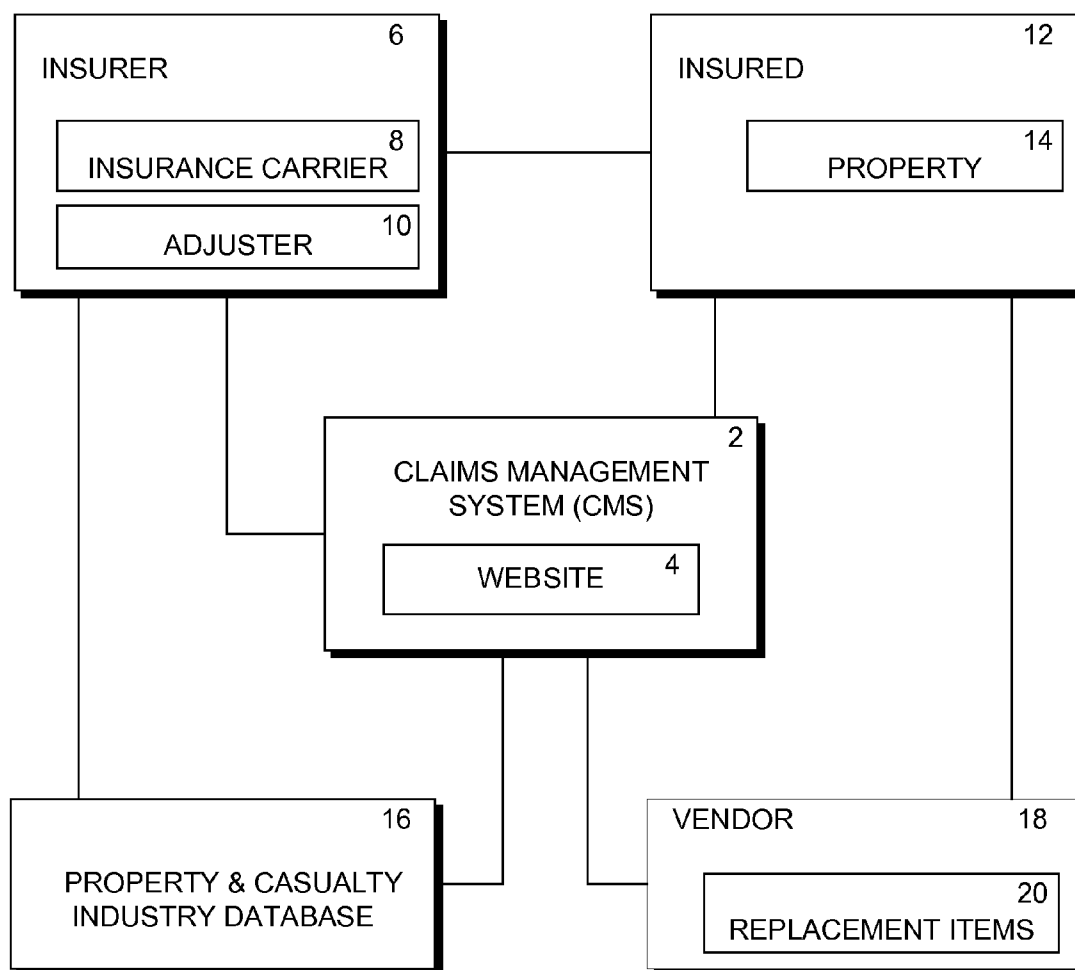 6
INSURER
8
INSURANCE CARRIER
10
ADJUSTER
12
INSURED
14
PROPERTY
2
CLAIMS MANAGEMENT
SYSTEM (CMS)
WEBSITE 4
16
PROPERTY & CASUALTY
INDUSTRY DATABASE
VENDOR 18
20
REPLACEMENT ITEMS